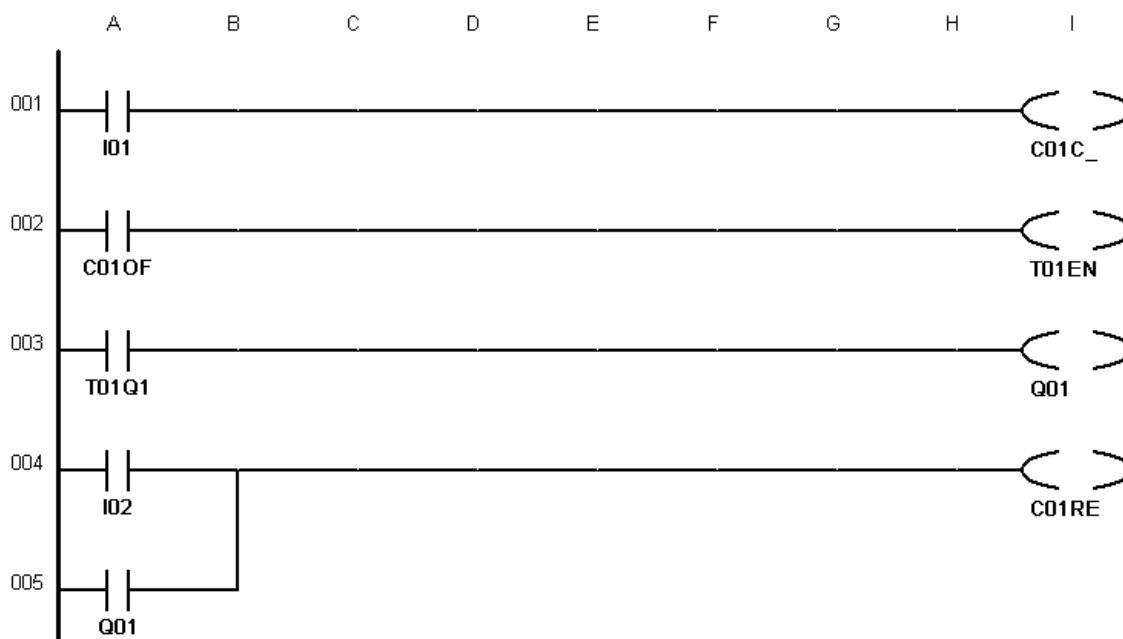 A B C D E F G H I
001
I01 C01C_
002
C01OF T01EN
003
T01Q1 Q01
004
I02 C01RE
005
Q01